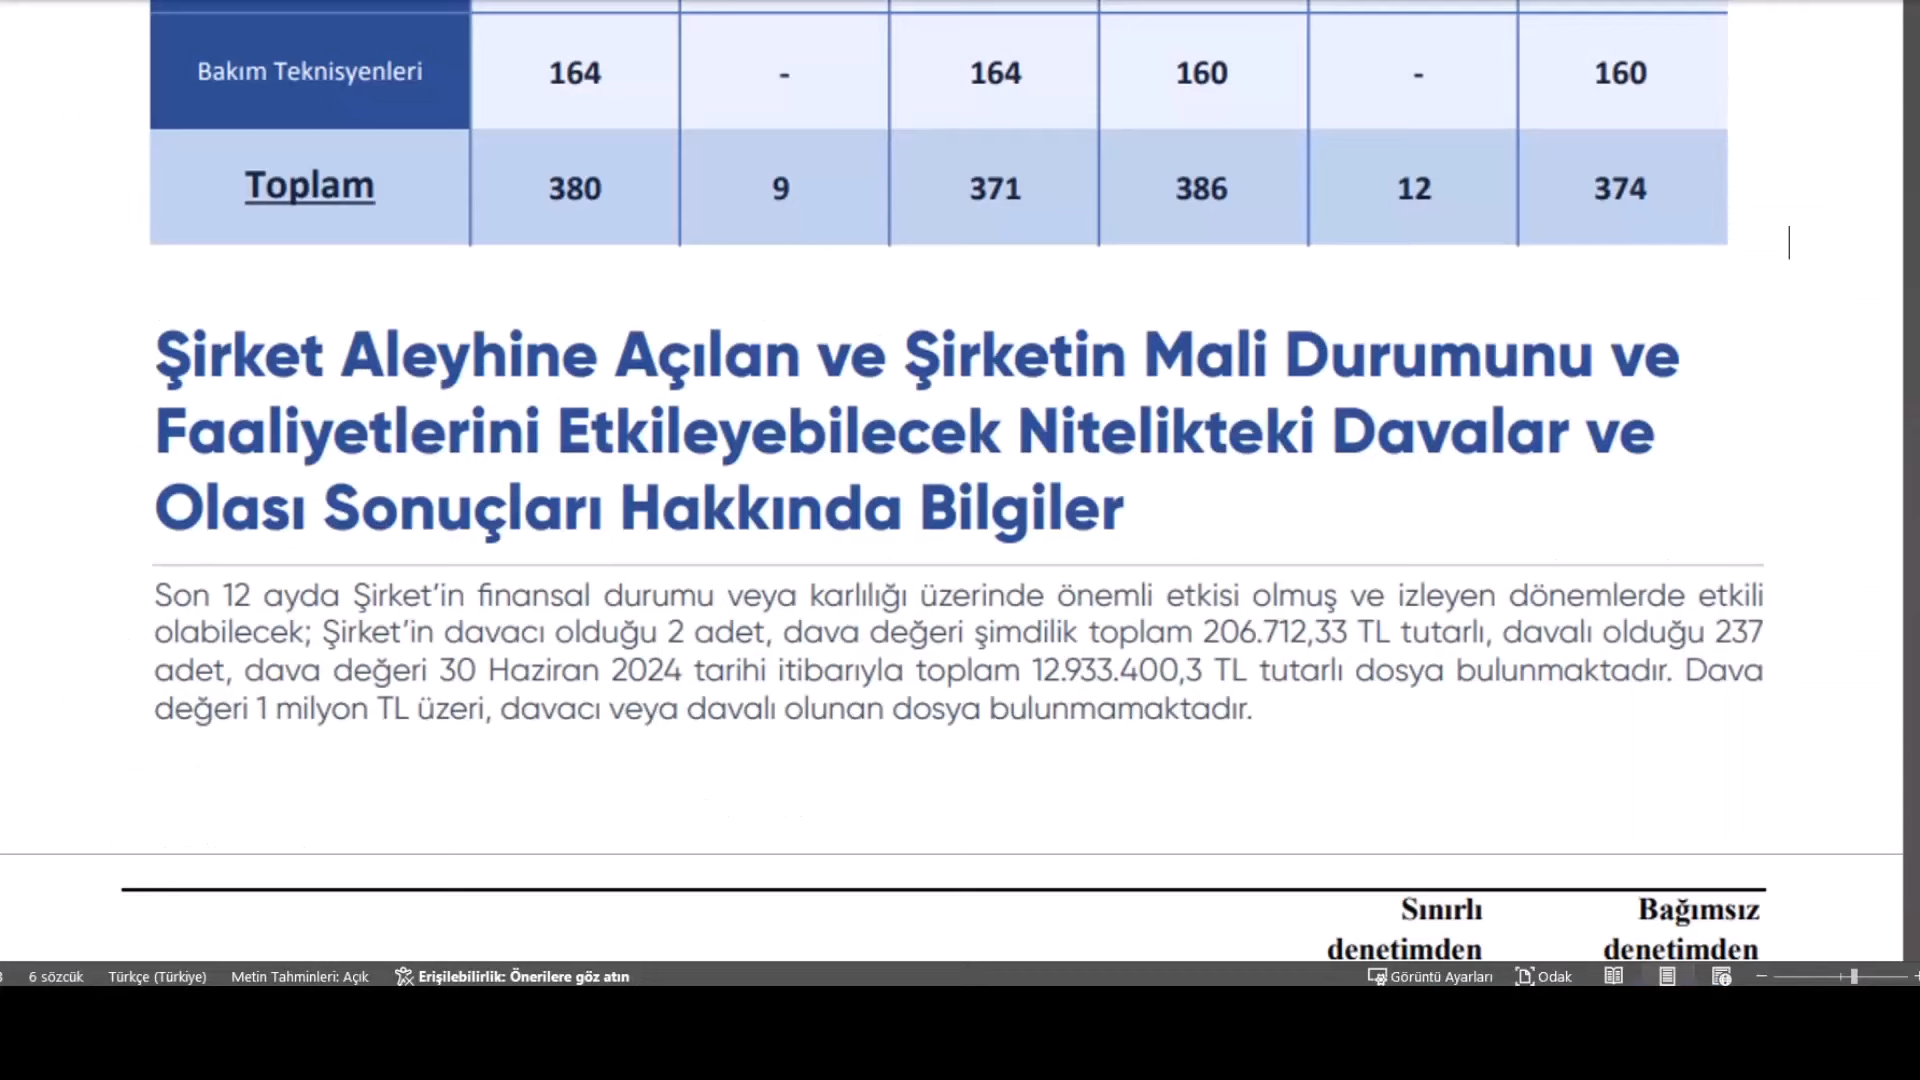 Bakım Teknisyenleri 164 - 164 160 - 160
Toplam 380 9 371 386 12 374
Şirket Aleyhine Açılan ve Şirketin Mali Durumunu ve
Faaliyetlerini Etkileyebilecek Nitelikteki Davalar ve
Olası Sonuçları Hakkında Bilgiler
Son 12 ayda Şirket’in finansal durumu veya karlılığı üzerinde önemli etkisi olmuş ve izleyen dönemlerde etkili
olabilecek; Şirket’in davacı olduğu 2 adet, dava değeri şimdilik toplam 206.712,33 TL tutarlı, davalı olduğu 237
adet, dava değeri 30 Haziran 2024 tarihi itibarıyla toplam 12.933.400,3 TL tutarlı dosya bulunmaktadır. Dava
değeri 1 milyon TL üzeri, davacı veya davalı olunan dosya bulunmamaktadır.
Sınırlı Bağımsız
denetimden denetimden
6 sözcük Türkçe (Türkiye) Metin Tahminleri: Açık Erişilebilirlik: Önerilere göz atın Görüntü Ayarları Odak